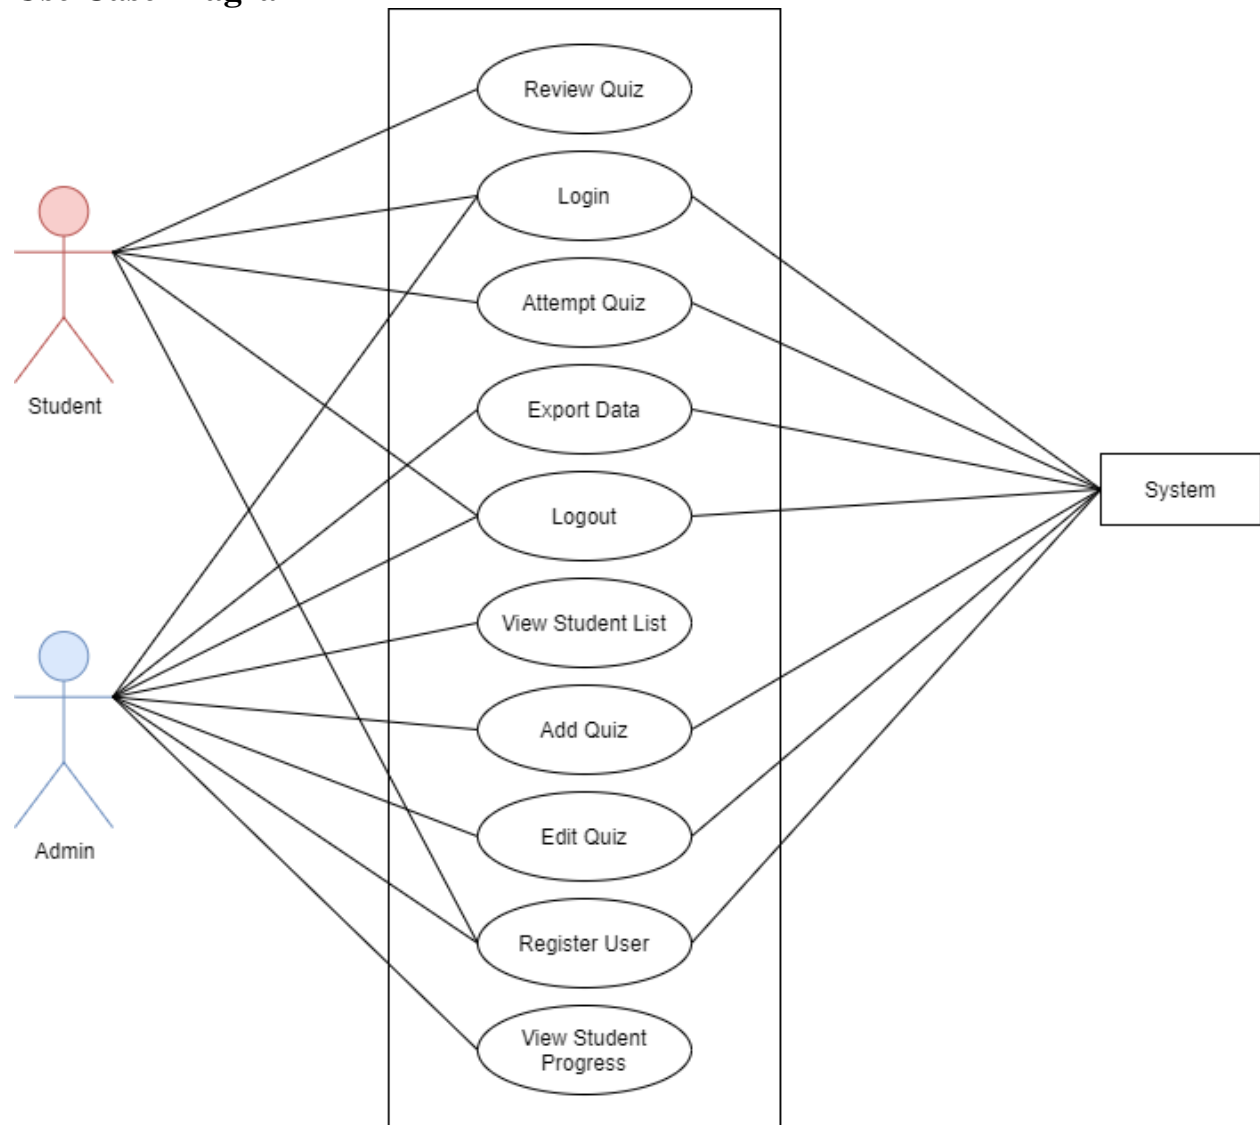 Review Quiz
Login
Attempt Quiz
Student
Export Data
System
Logout
View Student List
Add Quiz
Edit Quiz
Admin
Register User
View Student
Progress